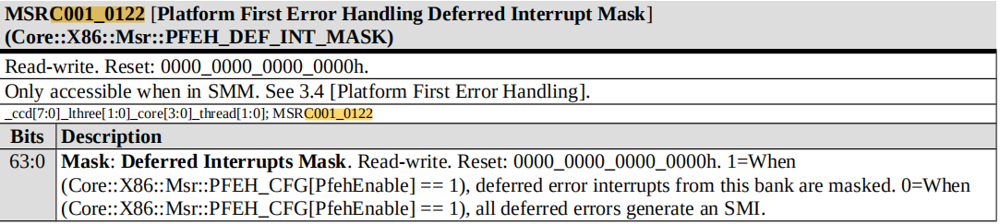 MSRC001_0122 [Platform First Error Handling Deferred Interrupt Mask]
(Core::X86::Msr::PFEH_DEF_INT_MASK)
Read-write. Reset: 0000_0000_0000_0000h.
Only accessible when in SMM. See 3.4 [Platform First Error Handling].
_ccd[7:0]_lthree[1:0]_core[3:0]_thread[1:0]; MSRC001_0122
Bits Description
63:0 Mask: Deferred Interrupts Mask. Read-write. Reset: 0000_0000_0000_0000h. 1=When
(Core::X86::Msr::PFEH_CFG[PfehEnable] == 1), deferred error interrupts from this bank are masked. 0=When
(Core::X86::Msr::PFEH_CFG[PfehEnable] == 1), all deferred errors generate an SMI.